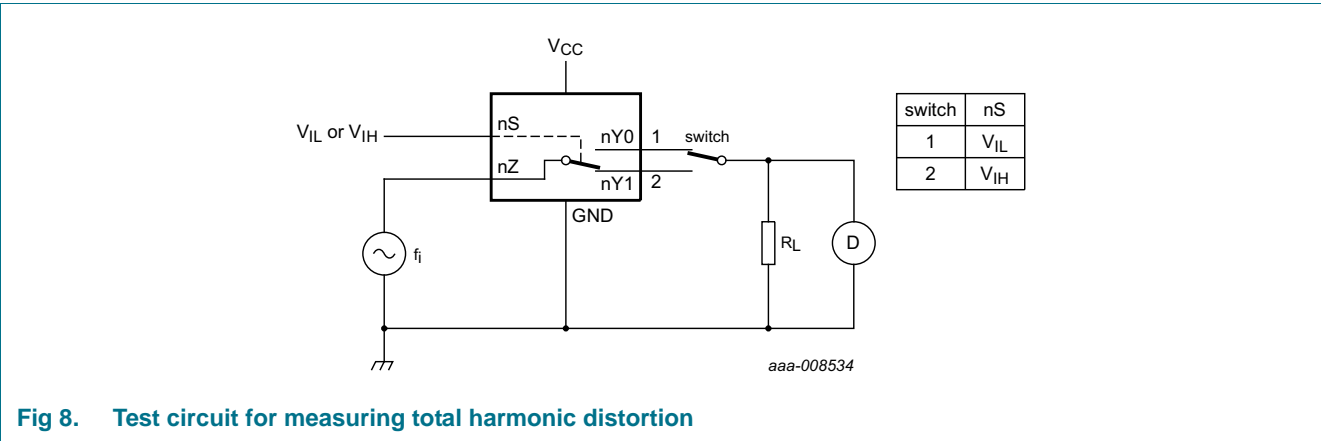 VCC
VIL or VIH
nS
nZ
nY0
nY1
1
2
switch
GND
fi
RL
D
switch nS
1 VIL
2 VIH
aaa-008534
Fig 8. Test circuit for measuring total harmonic distortion